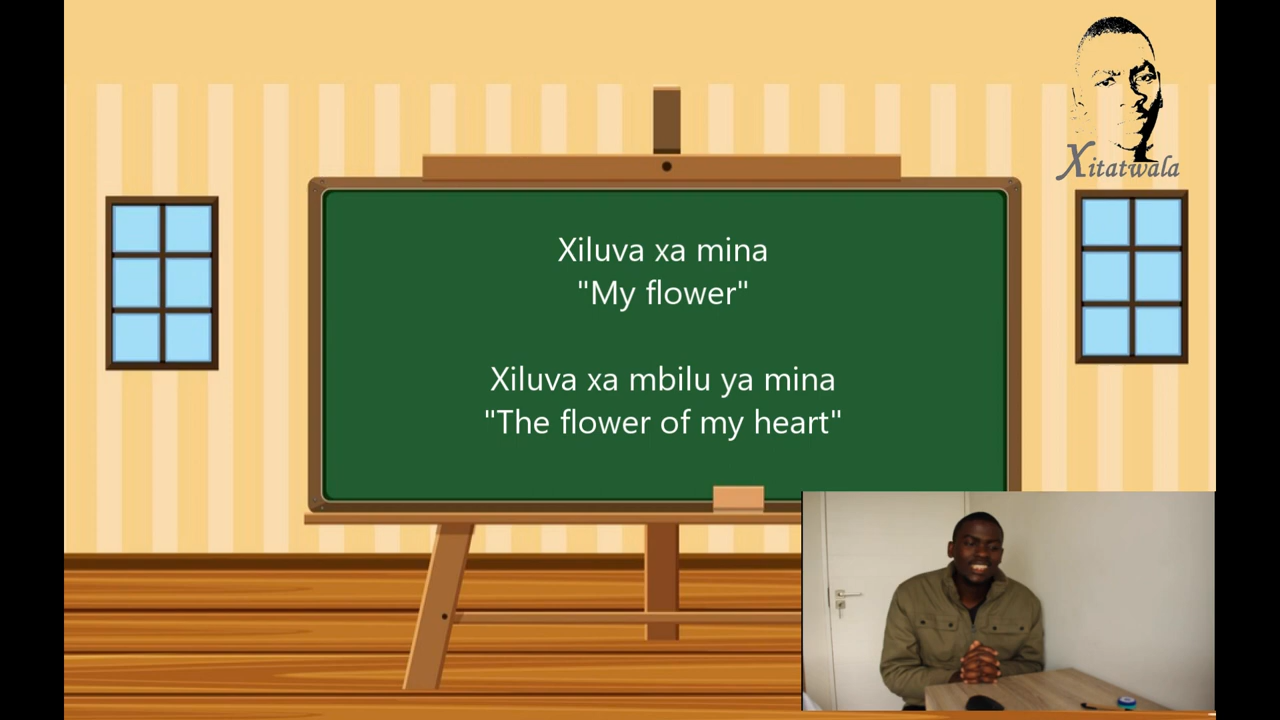 Xitatwala
Xiluva xa mina
"My flower"
Xiluva xa mbilu ya mina
"The flower of my heart"